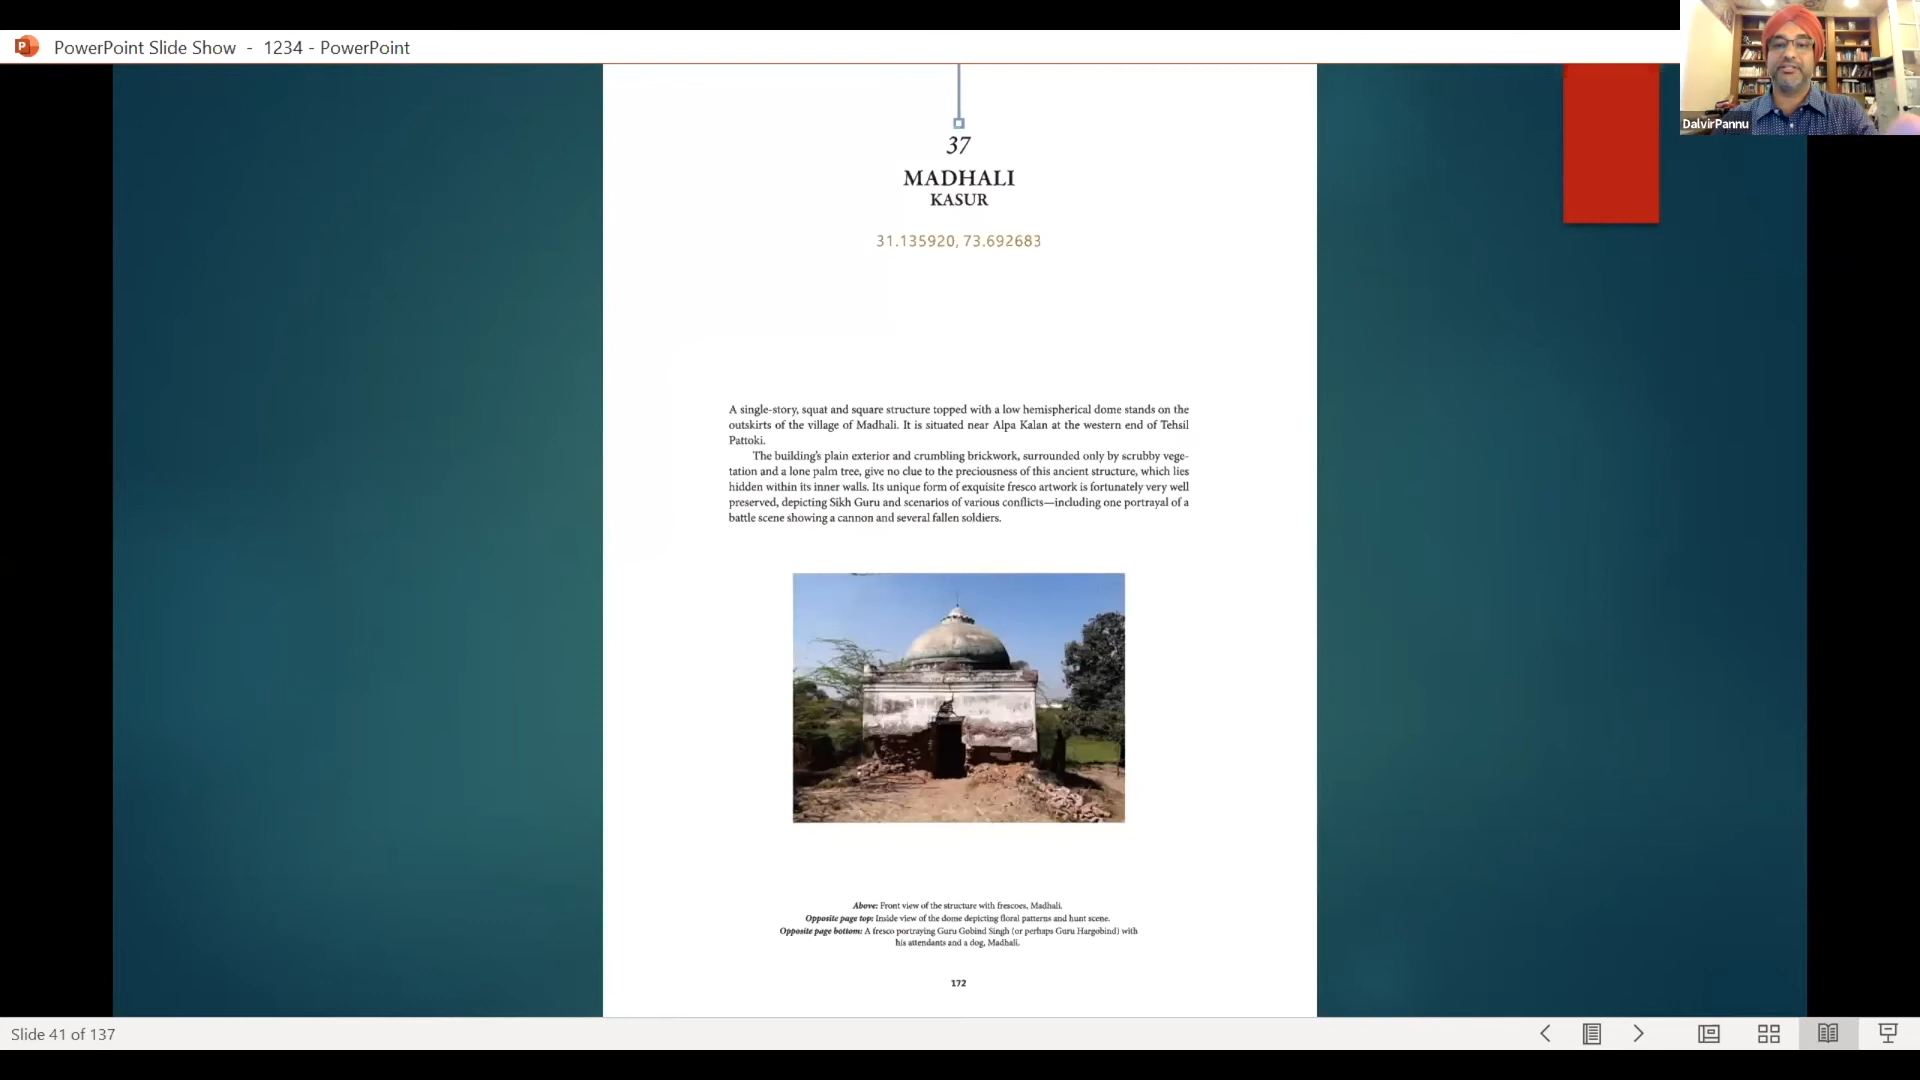 PowerPoint Slide Show - 1234 - PowerPoint
DalvirPannu
37
MADHALI
KASUR
31.135920, 73.692683
A single-story, squat and square structure topped with a low hemispherical dome stands on the
outskirts of the village of Madhali. It is situated near Alpa Kalan at the western end of Tehsil
Pattoki.
The building's plain exterior and crumbling brickwork, surrounded only by scrubby vege-
tation and a lone palm tree, give no clue to the preciousness of this ancient structure, which lies
hidden within its inner walls. Its unique form of exquisite fresco artwork is fortunately very well
preserved, depicting Sikh Guru and scenarios of various conflicts—including one portrayal of a
battle scene showing a cannon and several fallen soldiers.
Above: Front view of the structure with frescoes, Madhali.
Opposite page top: Inside view of the dome depicting floral patterns and hunt scene.
Opposite page bottom: A fresco portraying Guru Gobind Singh (or perhaps Guru Hargobind) with
his attendants and a dog, Madhali.
172
Slide 41 of 137